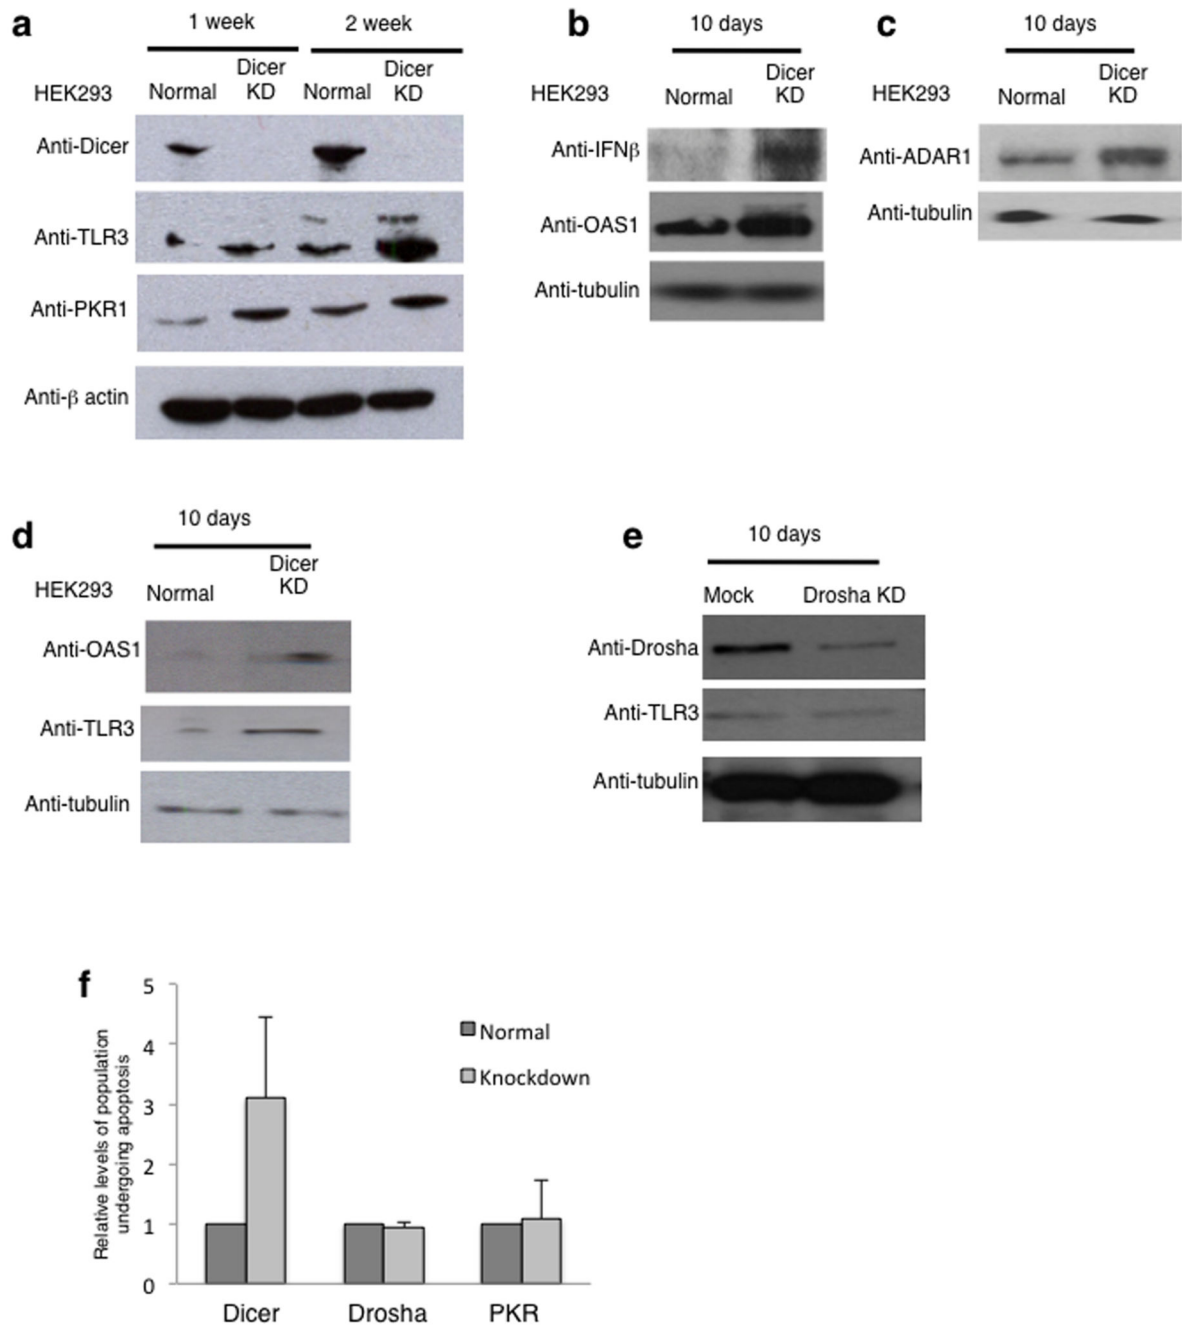 a
1 week
2 week
HEK293
Normal
Dicer
KD
Normal
Dicer
KD
Anti-Dicer
Anti-TLR3
Anti-PKR1
Anti-β actin
b
10 days
HEK293
Normal
Dicer
KD
Anti-IFNβ
Anti-OAS1
Anti-tubulin
c
10 days
HEK293
Normal
Dicer
KD
Anti-ADAR1
Anti-tubulin
d
10 days
HEK293
Normal
Dicer
KD
Anti-OAS1
Anti-TLR3
Anti-tubulin
e
10 days
Mock
Drosha KD
Anti-Drosha
Anti-TLR3
Anti-tubulin
f
Relative levels of population
undergoing apoptosis
5
4
3
2
1
0
Normal
Knockdown
Dicer
Drosha
PKR